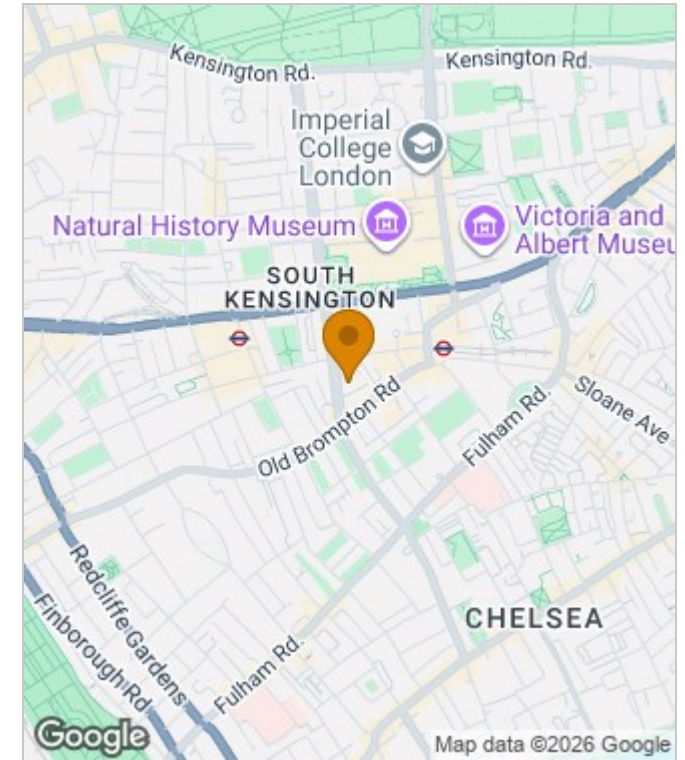 Kensington Rd.
Kensington Rd.
Imperial
College
London
Natural History Museum
Victoria and
Albert Museu
SOUTH
KENSINGTON
Sloane Ave
Old Brompton Rd
Fulham Rd.
Redcliffe Gardens
Finborough Rd
CHELSEA
Fulham Rd.
Google
Map data ©2026 Google